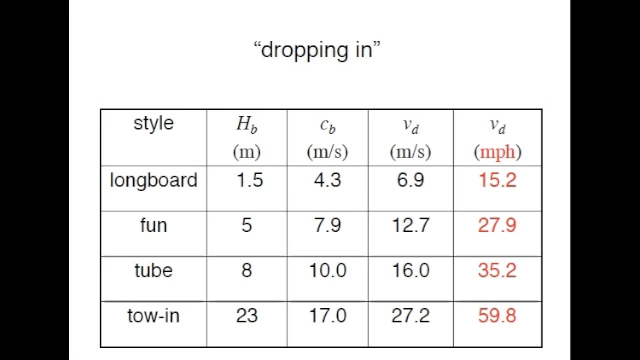 “dropping in”
style H_b c_b v_d v_d
(m) (m/s) (m/s) (mph)
longboard 1.5 4.3 6.9 15.2
fun 5 7.9 12.7 27.9
tube 8 10.0 16.0 35.2
tow-in 23 17.0 27.2 59.8